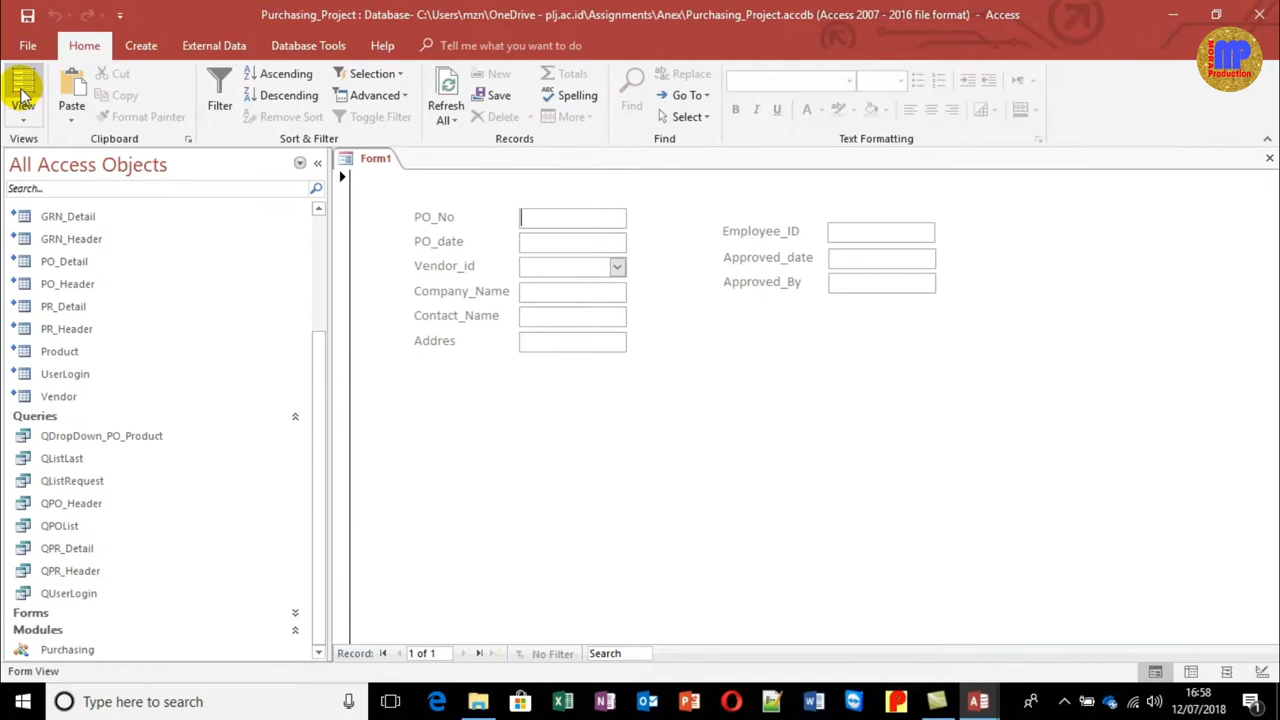 Purchasing_Project : Database- C:\Users\mzn\OneDrive - plj.ac.id\Assignments\Anex\Purchasing_Project.accdb (Access 2007 - 2016 file format) - Access
File Home Create External Data Database Tools Help Tell me what you want to do
MORA
MP
Production
View
Views
Paste
Cut
Copy
Format Painter
Clipboard
Filter
Ascending
Descending
Remove Sort
Selection
Advanced
Toggle Filter
Sort & Filter
Refresh
All
New
Save
Delete
Totals
Spelling
More
Records
Find
Replace
Go To
Select
Find
B I U A
Text Formatting
All Access Objects
Search...
GRN_Detail
GRN_Header
PO_Detail
PO_Header
PR_Detail
PR_Header
Product
UserLogin
Vendor
Queries
QDropDown_PO_Product
QListLast
QListRequest
QPO_Header
QPOList
QPR_Detail
QPR_Header
QUserLogin
Forms
Modules
Purchasing
Form1
PO_No
PO_date
Vendor_id
Company_Name
Contact_Name
Addres
Employee_ID
Approved_date
Approved_By
Record: 1 of 1 No Filter Search
Form View
Type here to search
16:58
12/07/2018